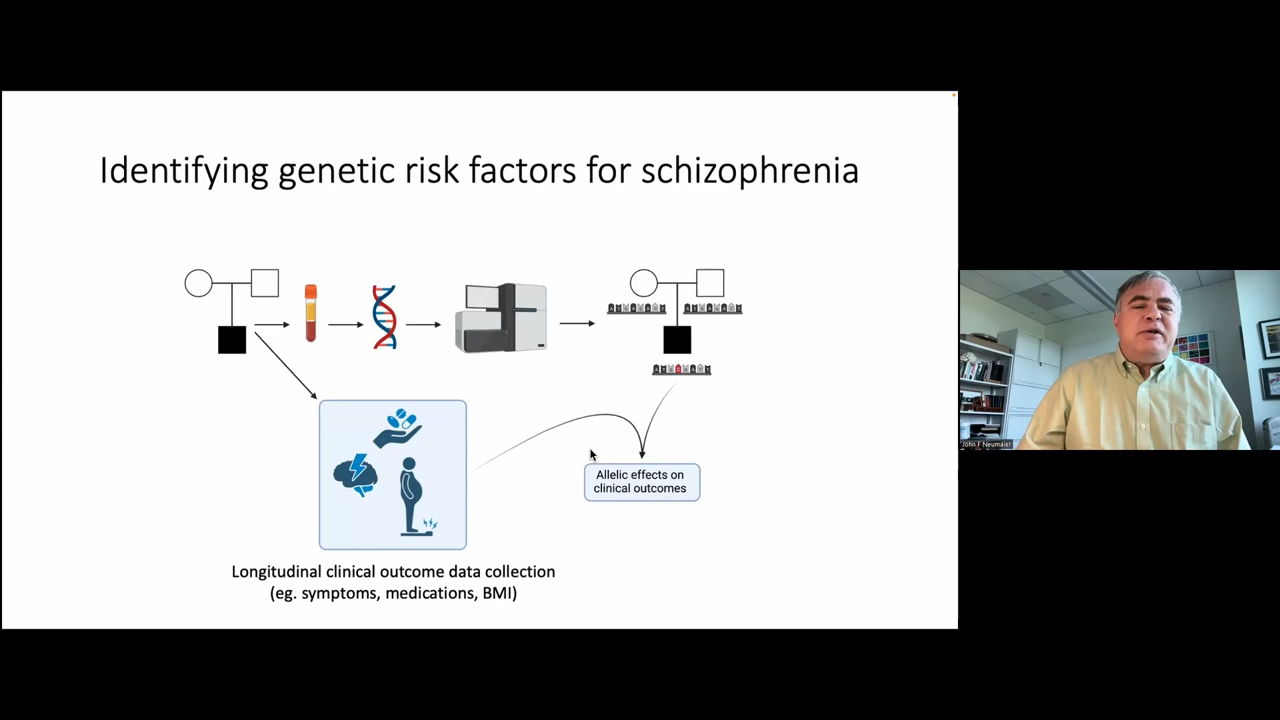 Identifying genetic risk factors for schizophrenia
Allelic effects on
clinical outcomes
Longitudinal clinical outcome data collection
(eg. symptoms, medications, BMI)
John F Neumaier